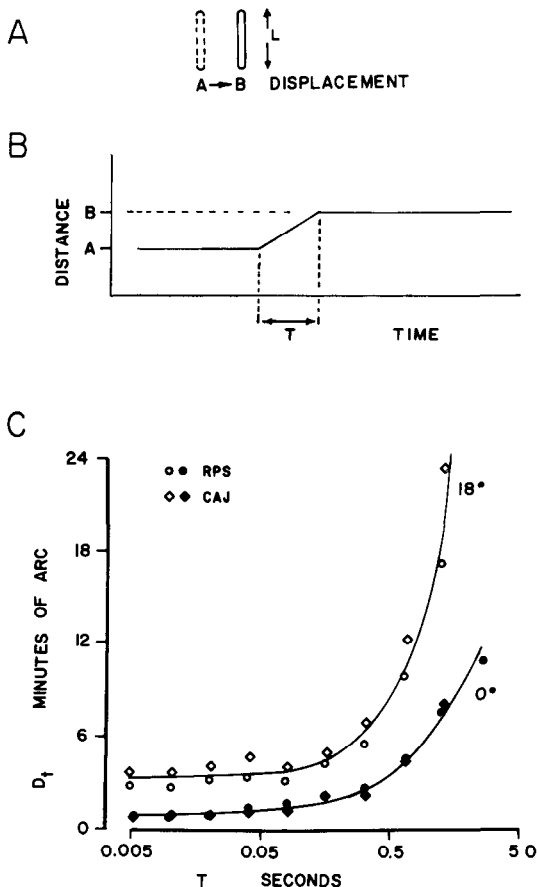 A
L
A→B DISPLACEMENT
B
DISTANCE
B
A
T
TIME
C
MINUTES OF ARC
D t
24
18
12
6
0
○ ● RPS
◇ ◆ CAJ
18°
0°
0.005 0.05 0.5 5 0
T SECONDS